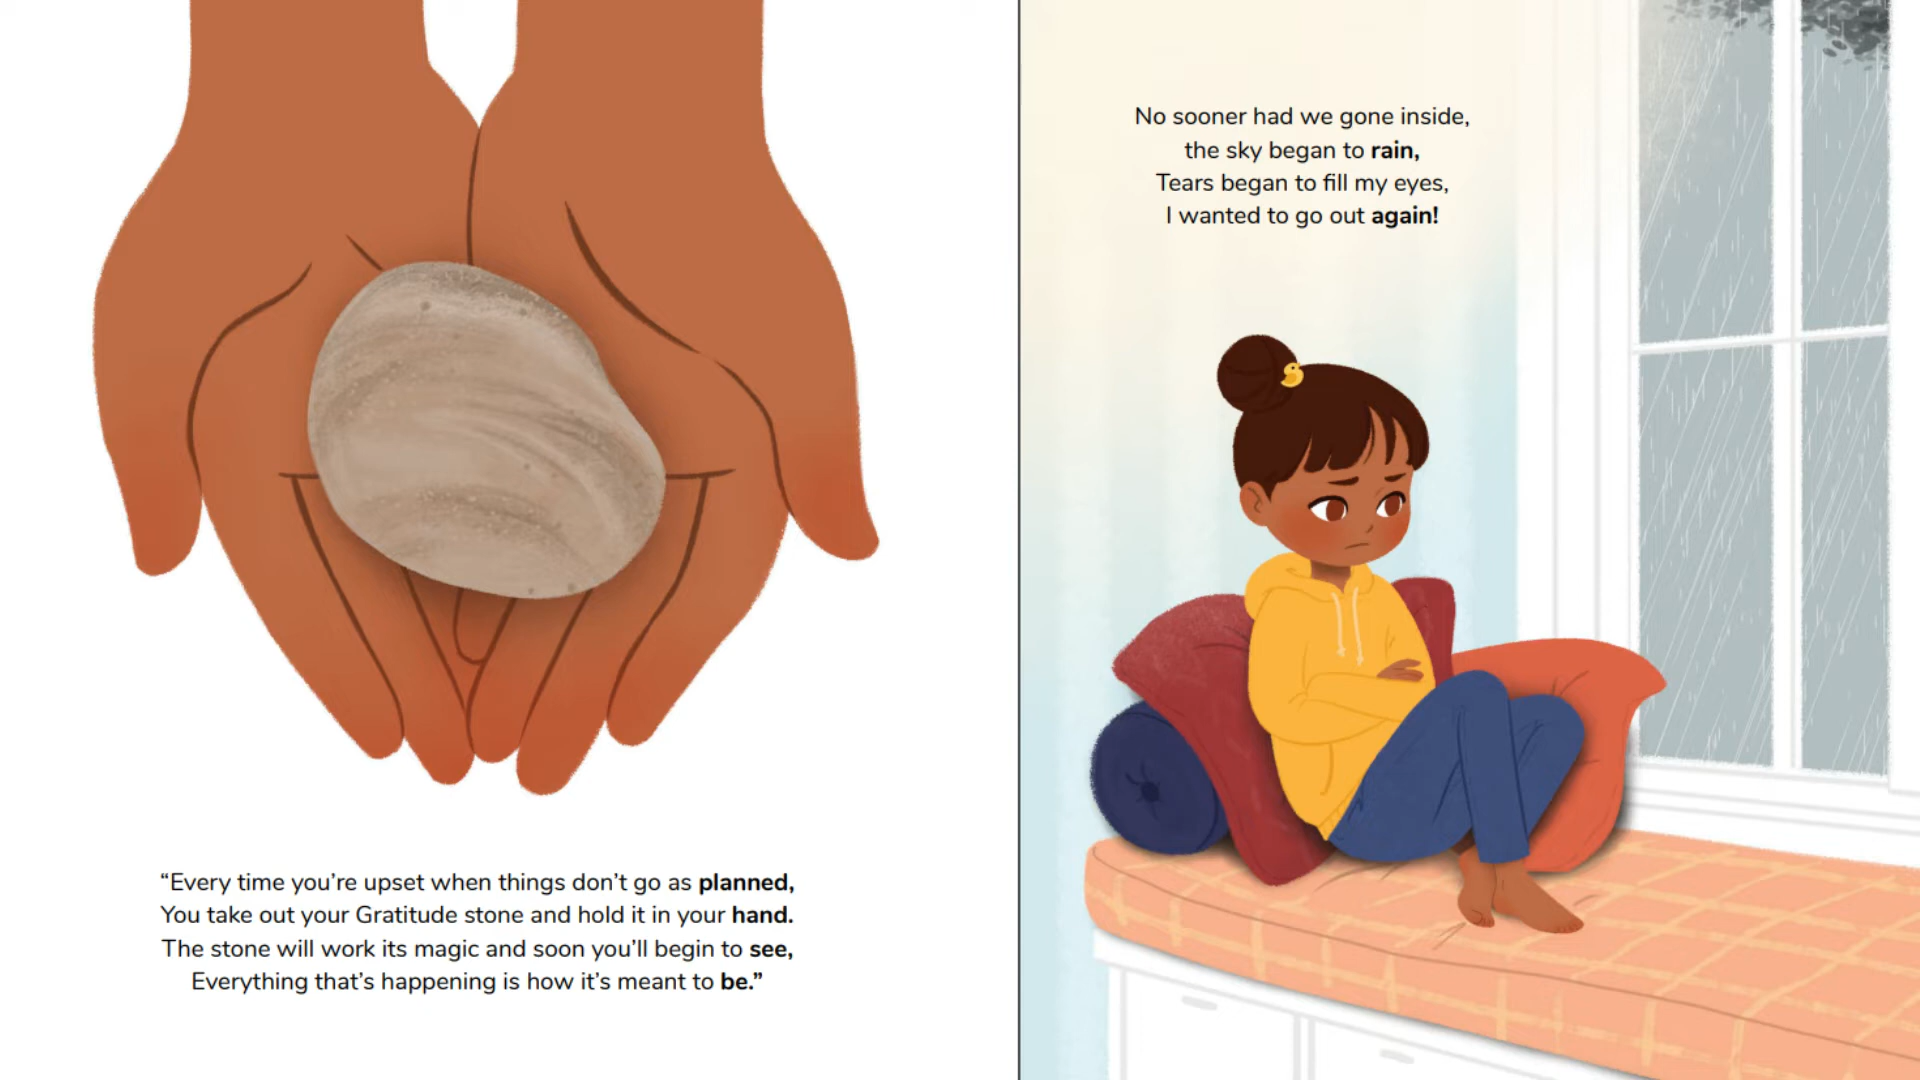 “Every time you’re upset when things don’t go as planned,
You take out your Gratitude stone and hold it in your hand.
The stone will work its magic and soon you’ll begin to see,
Everything that’s happening is how it’s meant to be.”
No sooner had we gone inside,
the sky began to rain,
Tears began to fill my eyes,
I wanted to go out again!